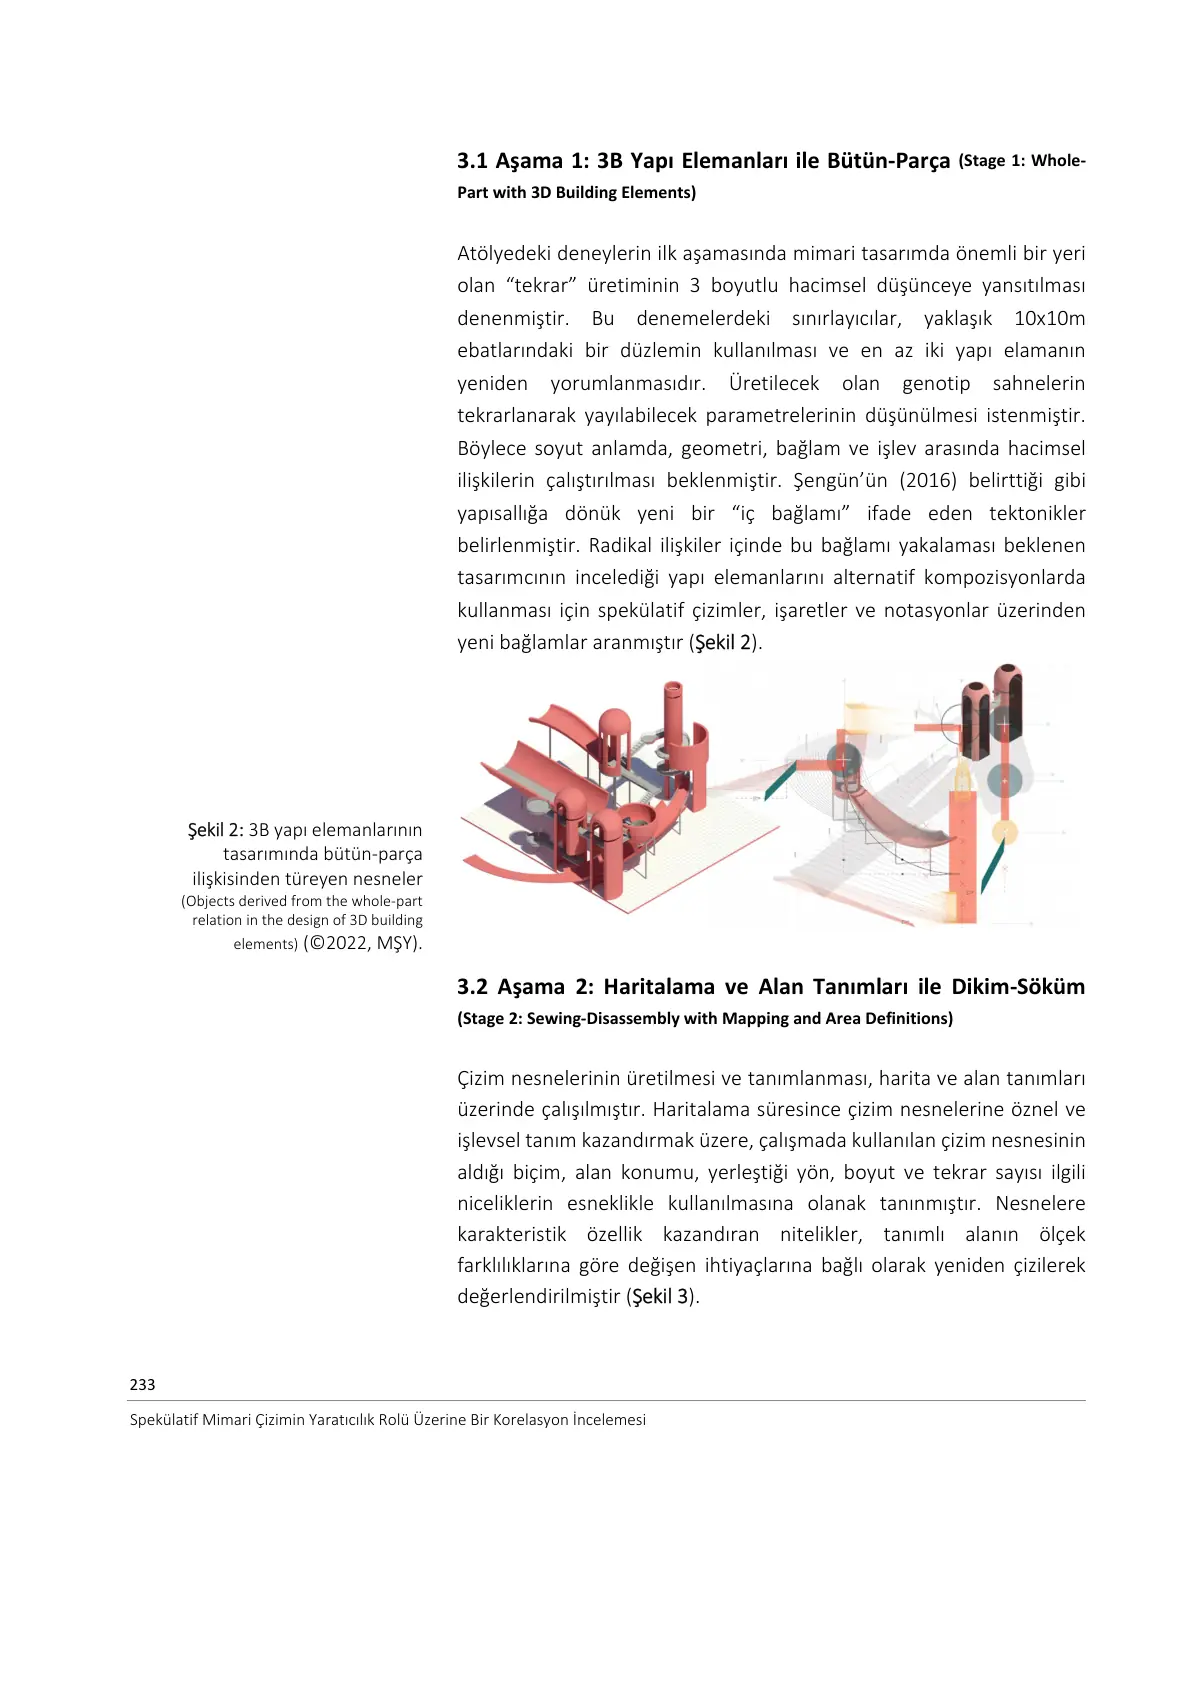 3.1 Aşama 1: 3B Yapı Elemanları ile Bütün-Parça (Stage 1: Whole-
Part with 3D Building Elements)
Atölyedeki deneylerin ilk aşamasında mimari tasarımda önemli bir yeri
olan “tekrar” üretiminin 3 boyutlu hacimsel düşünceye yansıtılması
denenmiştir. Bu denemelerdeki sınırlayıcılar, yaklaşık 10x10m
ebatlarındaki bir düzlemin kullanılması ve en az iki yapı elamanın
yeniden yorumlanmasıdır. Üretilecek olan genotip sahnelerin
tekrarlanarak yayılabilecek parametrelerinin düşünülmesi istenmiştir.
Böylece soyut anlamda, geometri, bağlam ve işlev arasında hacimsel
ilişkilerin çalıştırılması beklenmiştir. Şengün’ün (2016) belirttiği gibi
yapısallığa dönük yeni bir “iç bağlamı” ifade eden tektonikler
belirlenmiştir. Radikal ilişkiler içinde bu bağlamı yakalaması beklenen
tasarımcının incelediği yapı elemanlarını alternatif kompozisyonlarda
kullanması için spekülatif çizimler, işaretler ve notasyonlar üzerinden
yeni bağlamlar aranmıştır (Şekil 2).
Şekil 2: 3B yapı elemanlarının
tasarımında bütün-parça
ilişkisinden türeyen nesneler
(Objects derived from the whole-part
relation in the design of 3D building
elements) (©2022, MŞY).
3.2 Aşama 2: Haritalama ve Alan Tanımları ile Dikim-Söküm
(Stage 2: Sewing-Disassembly with Mapping and Area Definitions)
Çizim nesnelerinin üretilmesi ve tanımlanması, harita ve alan tanımları
üzerinde çalışılmıştır. Haritalama süresince çizim nesnelerine öznel ve
işlevsel tanım kazandırmak üzere, çalışmada kullanılan çizim nesnesinin
aldığı biçim, alan konumu, yerleştiği yön, boyut ve tekrar sayısı ilgili
niceliklerin esneklikle kullanılmasına olanak tanınmıştır. Nesnelere
karakteristik özellik kazandıran nitelikler, tanımlı alanın ölçek
farklılıklarına göre değişen ihtiyaçlarına bağlı olarak yeniden çizilerek
değerlendirilmiştir (Şekil 3).
233
Spekülatif Mimari Çizimin Yaratıcılık Rolü Üzerine Bir Korelasyon İncelemesi